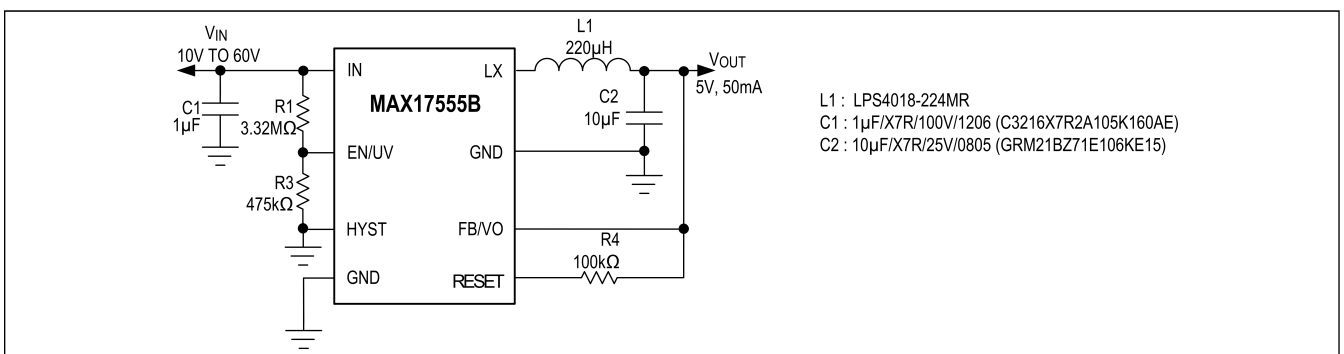 VIN
10V TO 60V
C1
1µF
R1
3.32MΩ
R3
475kΩ
IN
MAX17555B
EN/UV
HYST
GND
LX
GND
FB/VO
RESET
L1
220µH
C2
10µF
VOUT
5V, 50mA
R4
100kΩ
L1 : LPS4018-224MR
C1 : 1µF/X7R/100V/1206 (C3216X7R2A105K160AE)
C2 : 10µF/X7R/25V/0805 (GRM21BZ71E106KE15)